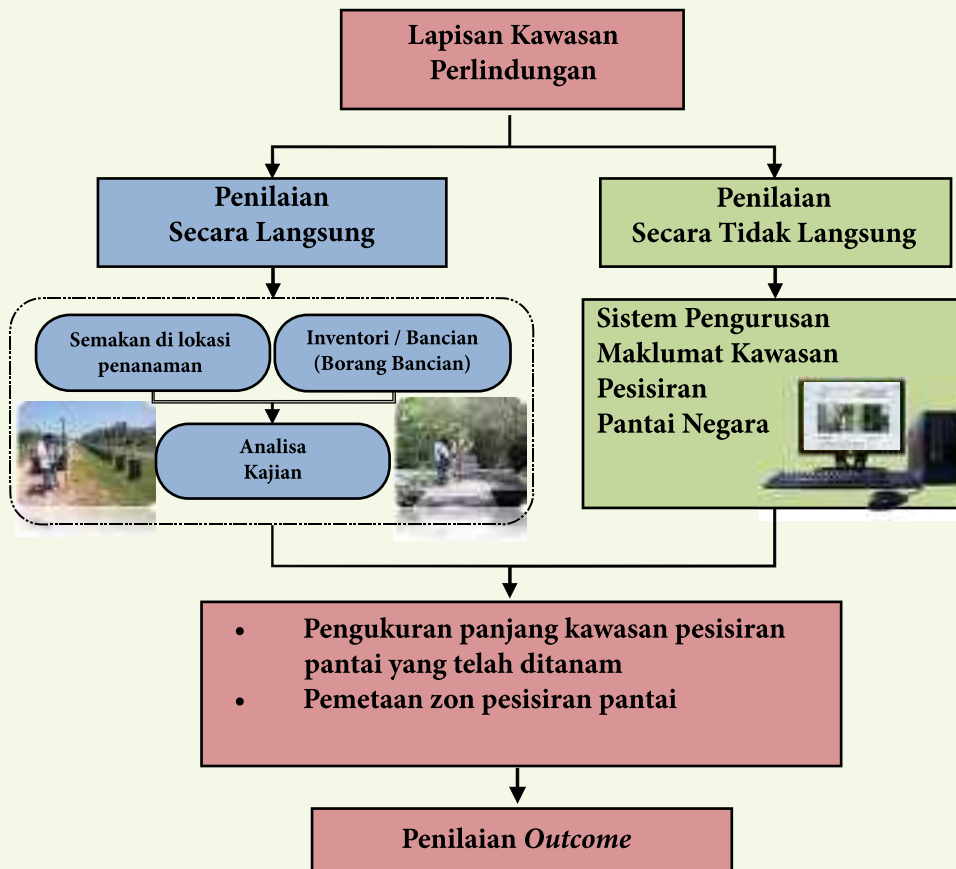 Lapisan Kawasan
Perlindungan
Penilaian
Secara Langsung
Penilaian
Secara Tidak Langsung
Semakan di lokasi
penanaman
Inventori / Bancian
(Borang Bancian)
Analisa
Kajian
Sistem Pengurusan
Maklumat Kawasan
Pesisiran
Pantai Negara
• Pengukuran panjang kawasan pesisiran
pantai yang telah ditanam
• Pemetaan zon pesisiran pantai
Penilaian Outcome